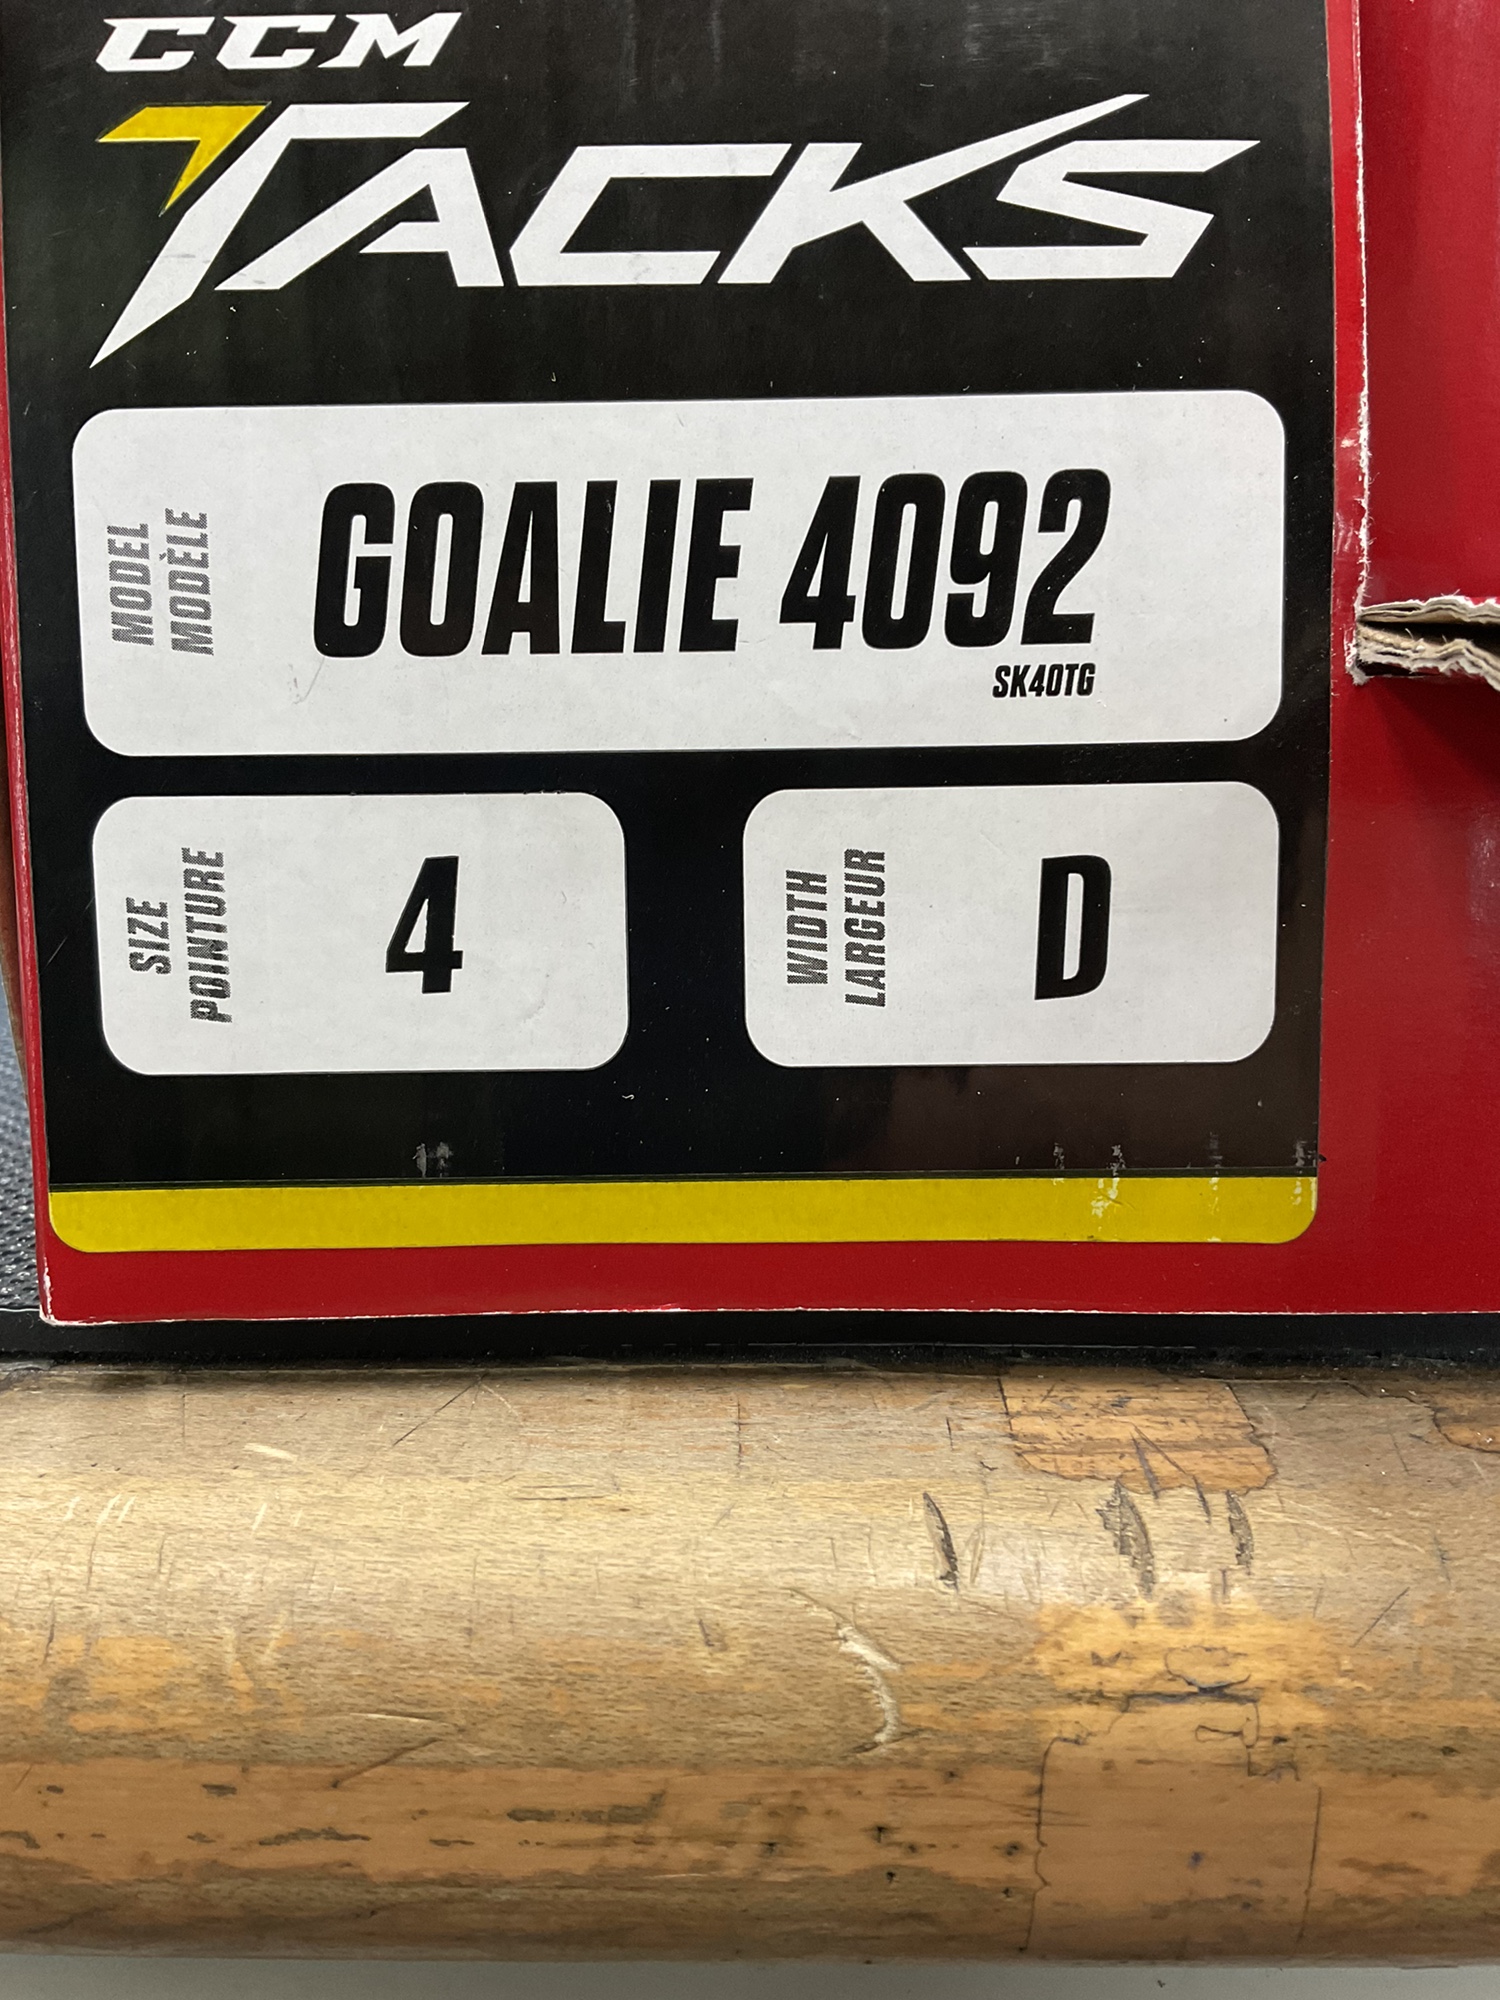 CCM
TACKS
MODEL
MODÈLE
GOALIE 4092
SK40TG
SIZE
POINTURE
4
WIDTH
LARGEUR
D